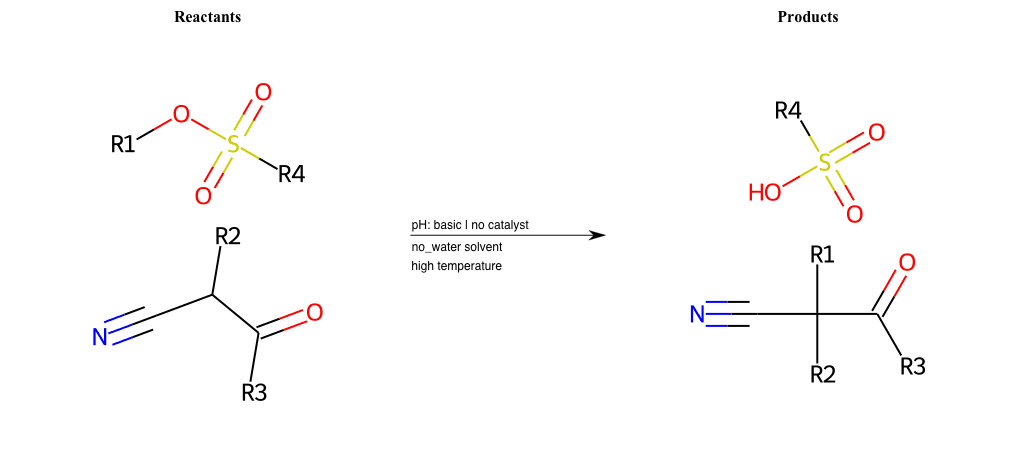 Reactants
Products
O
O
R1
S
R4
O
R2
N
O
R3
pH: basic | no catalyst
no_water solvent
high temperature
R4
O
S
HO
O
R1
O
N
R2
R3